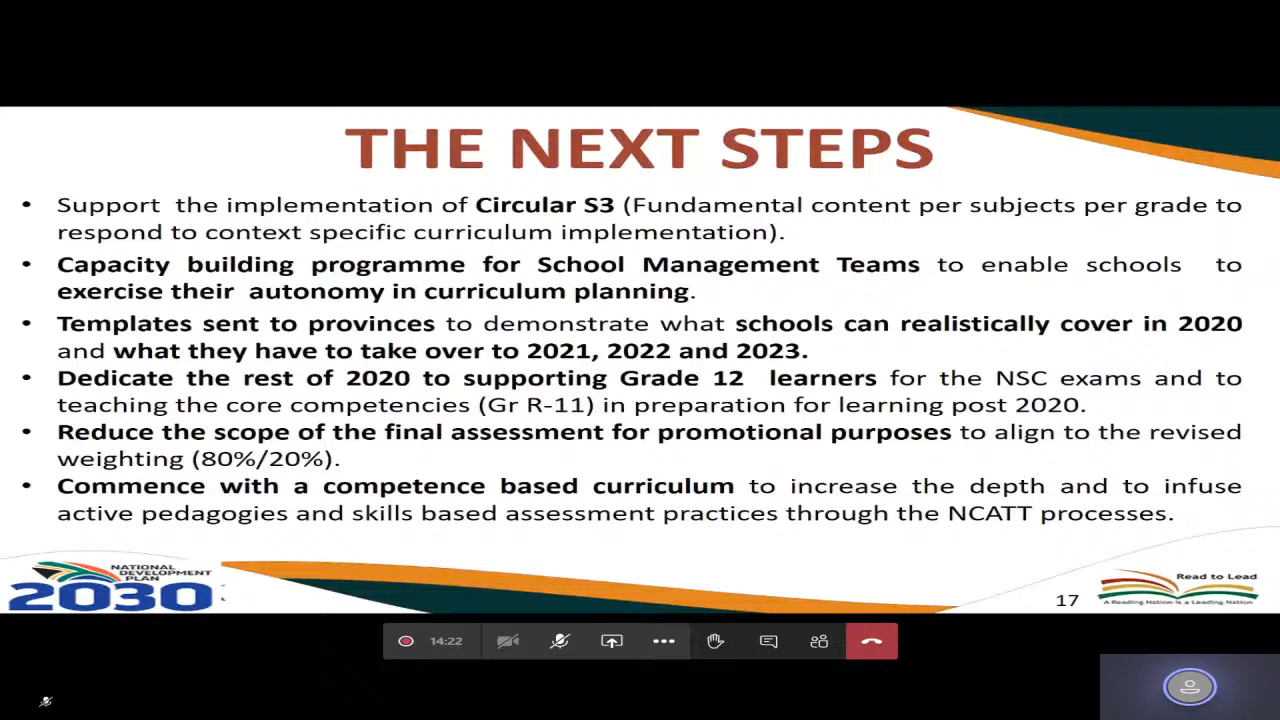 THE NEXT STEPS
• Support the implementation of Circular S3 (Fundamental content per subjects per grade to
respond to context specific curriculum implementation).
• Capacity building programme for School Management Teams to enable schools to
exercise their autonomy in curriculum planning.
• Templates sent to provinces to demonstrate what schools can realistically cover in 2020
and what they have to take over to 2021, 2022 and 2023.
• Dedicate the rest of 2020 to supporting Grade 12 learners for the NSC exams and to
teaching the core competencies (Gr R-11) in preparation for learning post 2020.
• Reduce the scope of the final assessment for promotional purposes to align to the revised
weighting (80%/20%).
• Commence with a competence based curriculum to increase the depth and to infuse
active pedagogies and skills based assessment practices through the NCATT processes.
NATIONAL
DEVELOPMENT
PLAN
2030
Read to Lead
A Reading Nation is a Leading Nation
17
14:22